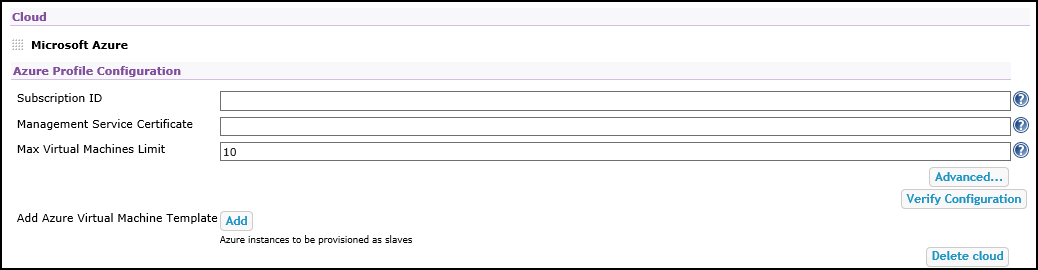 Cloud
Microsoft Azure
Azure Profile Configuration
Subscription ID
?
Management Service Certificate
?
Max Virtual Machines Limit 10
?
Advanced...
Verify Configuration
Add Azure Virtual Machine Template Add
Azure instances to be provisioned as slaves
Delete cloud